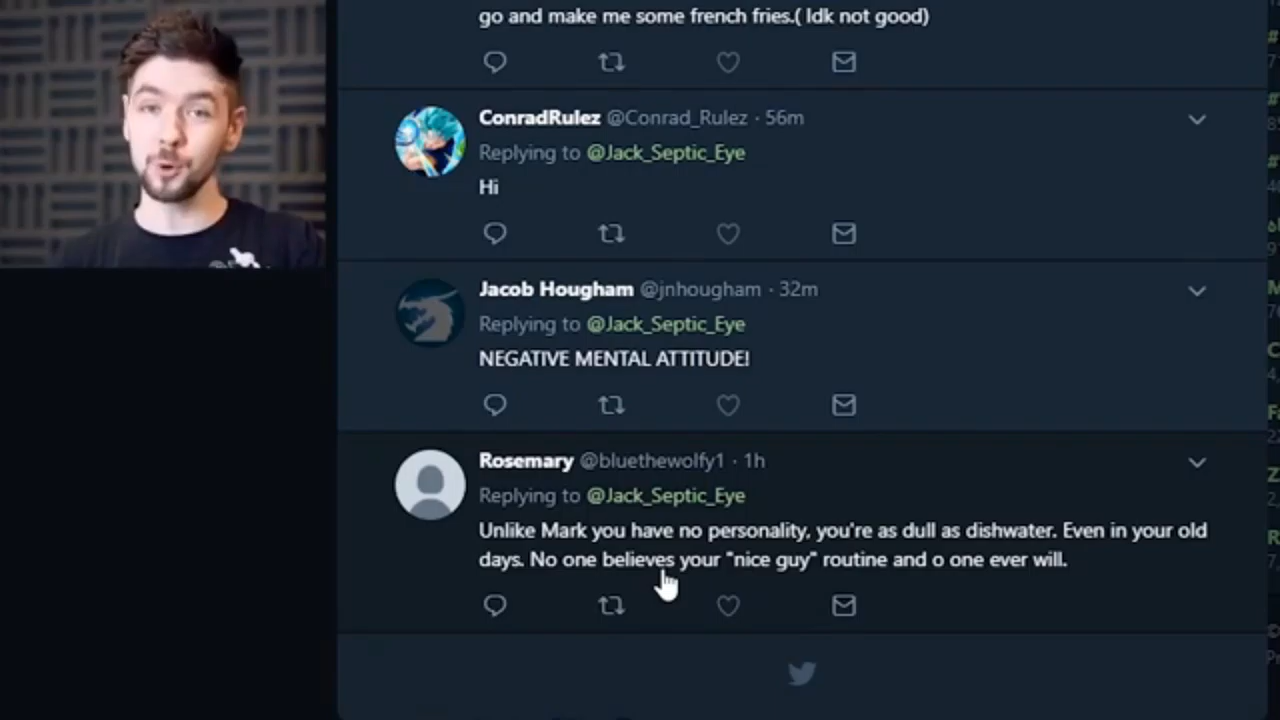 go and make me some french fries.( Idk not good)
ConradRulez @Conrad_Rulez · 56m
Replying to @Jack_Septic_Eye
Hi
Jacob Hougham @jnhougham · 32m
Replying to @Jack_Septic_Eye
NEGATIVE MENTAL ATTITUDE!
Rosemary @bluethewolfy1 · 1h
Replying to @Jack_Septic_Eye
Unlike Mark you have no personality, you're as dull as dishwater. Even in your old
days. No one believes your "nice guy" routine and o one ever will.